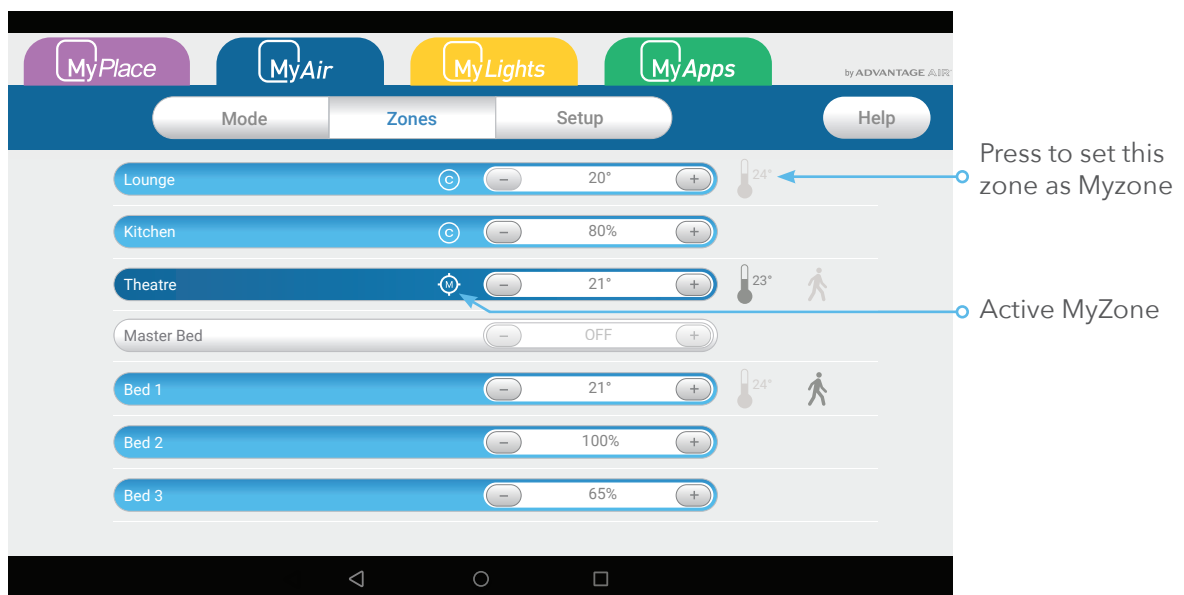 MyPlace
MyAir
MyLights
MyApps
by ADVANTAGE AIR
Mode
Zones
Setup
Help
Lounge C − 20° + 24°
Press to set this
zone as Myzone
Kitchen C − 80% +
Theatre M − 21° + 23°
Active MyZone
Master Bed − OFF +
Bed 1 − 21° + 24°
Bed 2 − 100% +
Bed 3 − 65% +